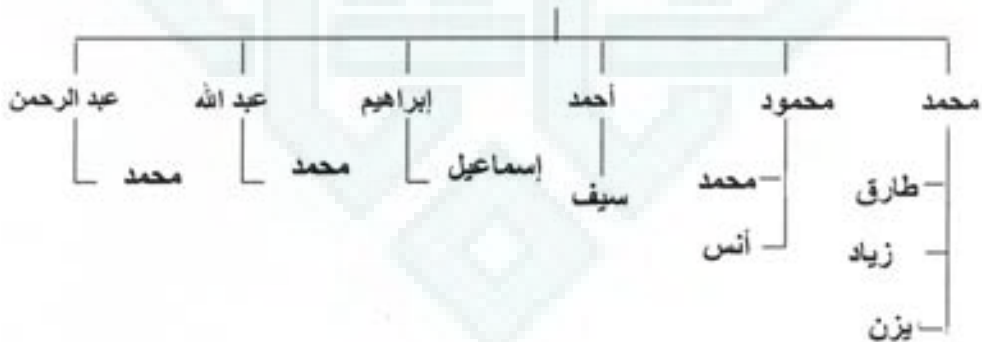 محمد محمود أحمد إبراهيم عبد الله عبد الرحمن
طارق محمد سيف إسماعيل محمد محمد
زياد أنس
يزن